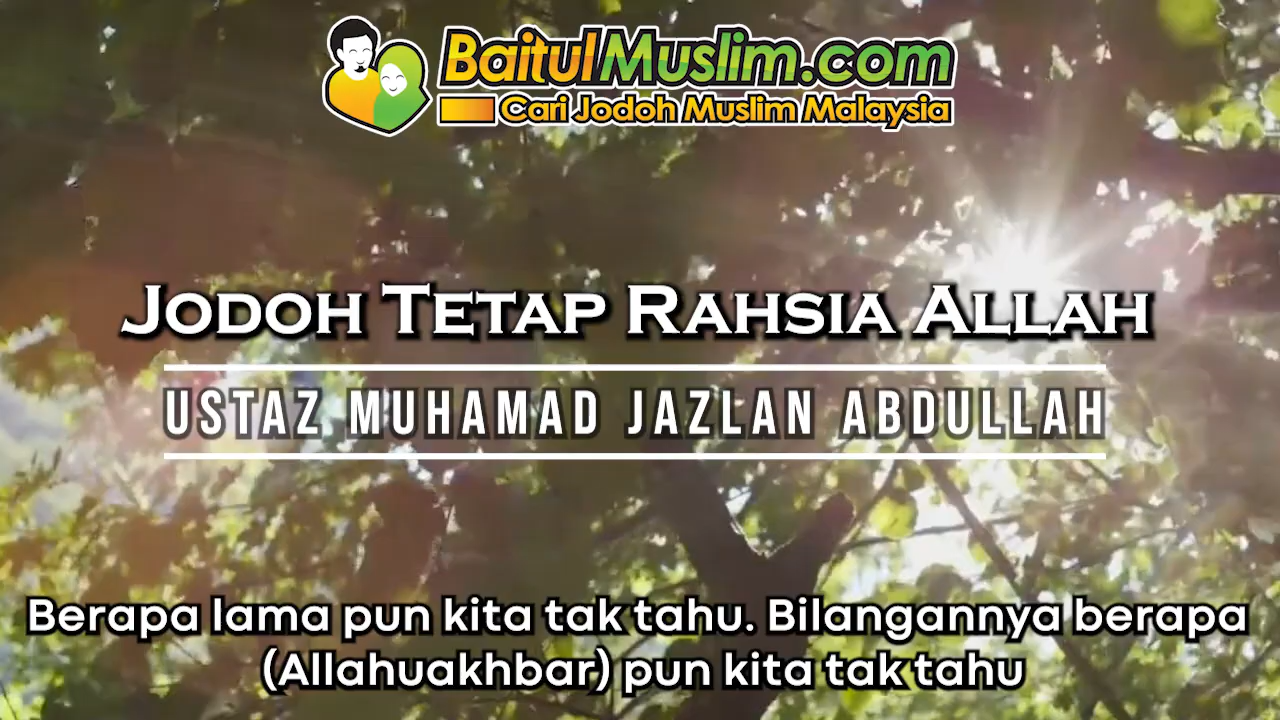 BaitulMuslim.com
Cari Jodoh Muslim Malaysia
JODOH TETAP RAHSIA ALLAH
USTAZ MUHAMAD JAZLAN ABDULLAH
Berapa lama pun kita tak tahu. Bilangannya berapa
(Allahuakhbar) pun kita tak tahu